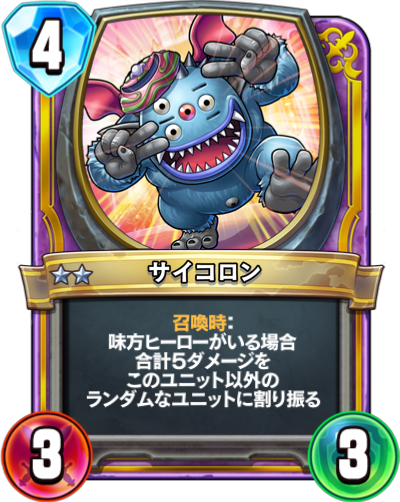 4
サイコロン
召喚時：
味方ヒーローがいる場合
合計5ダメージを
このユニット以外の
ランダムなユニットに割り振る
3
3